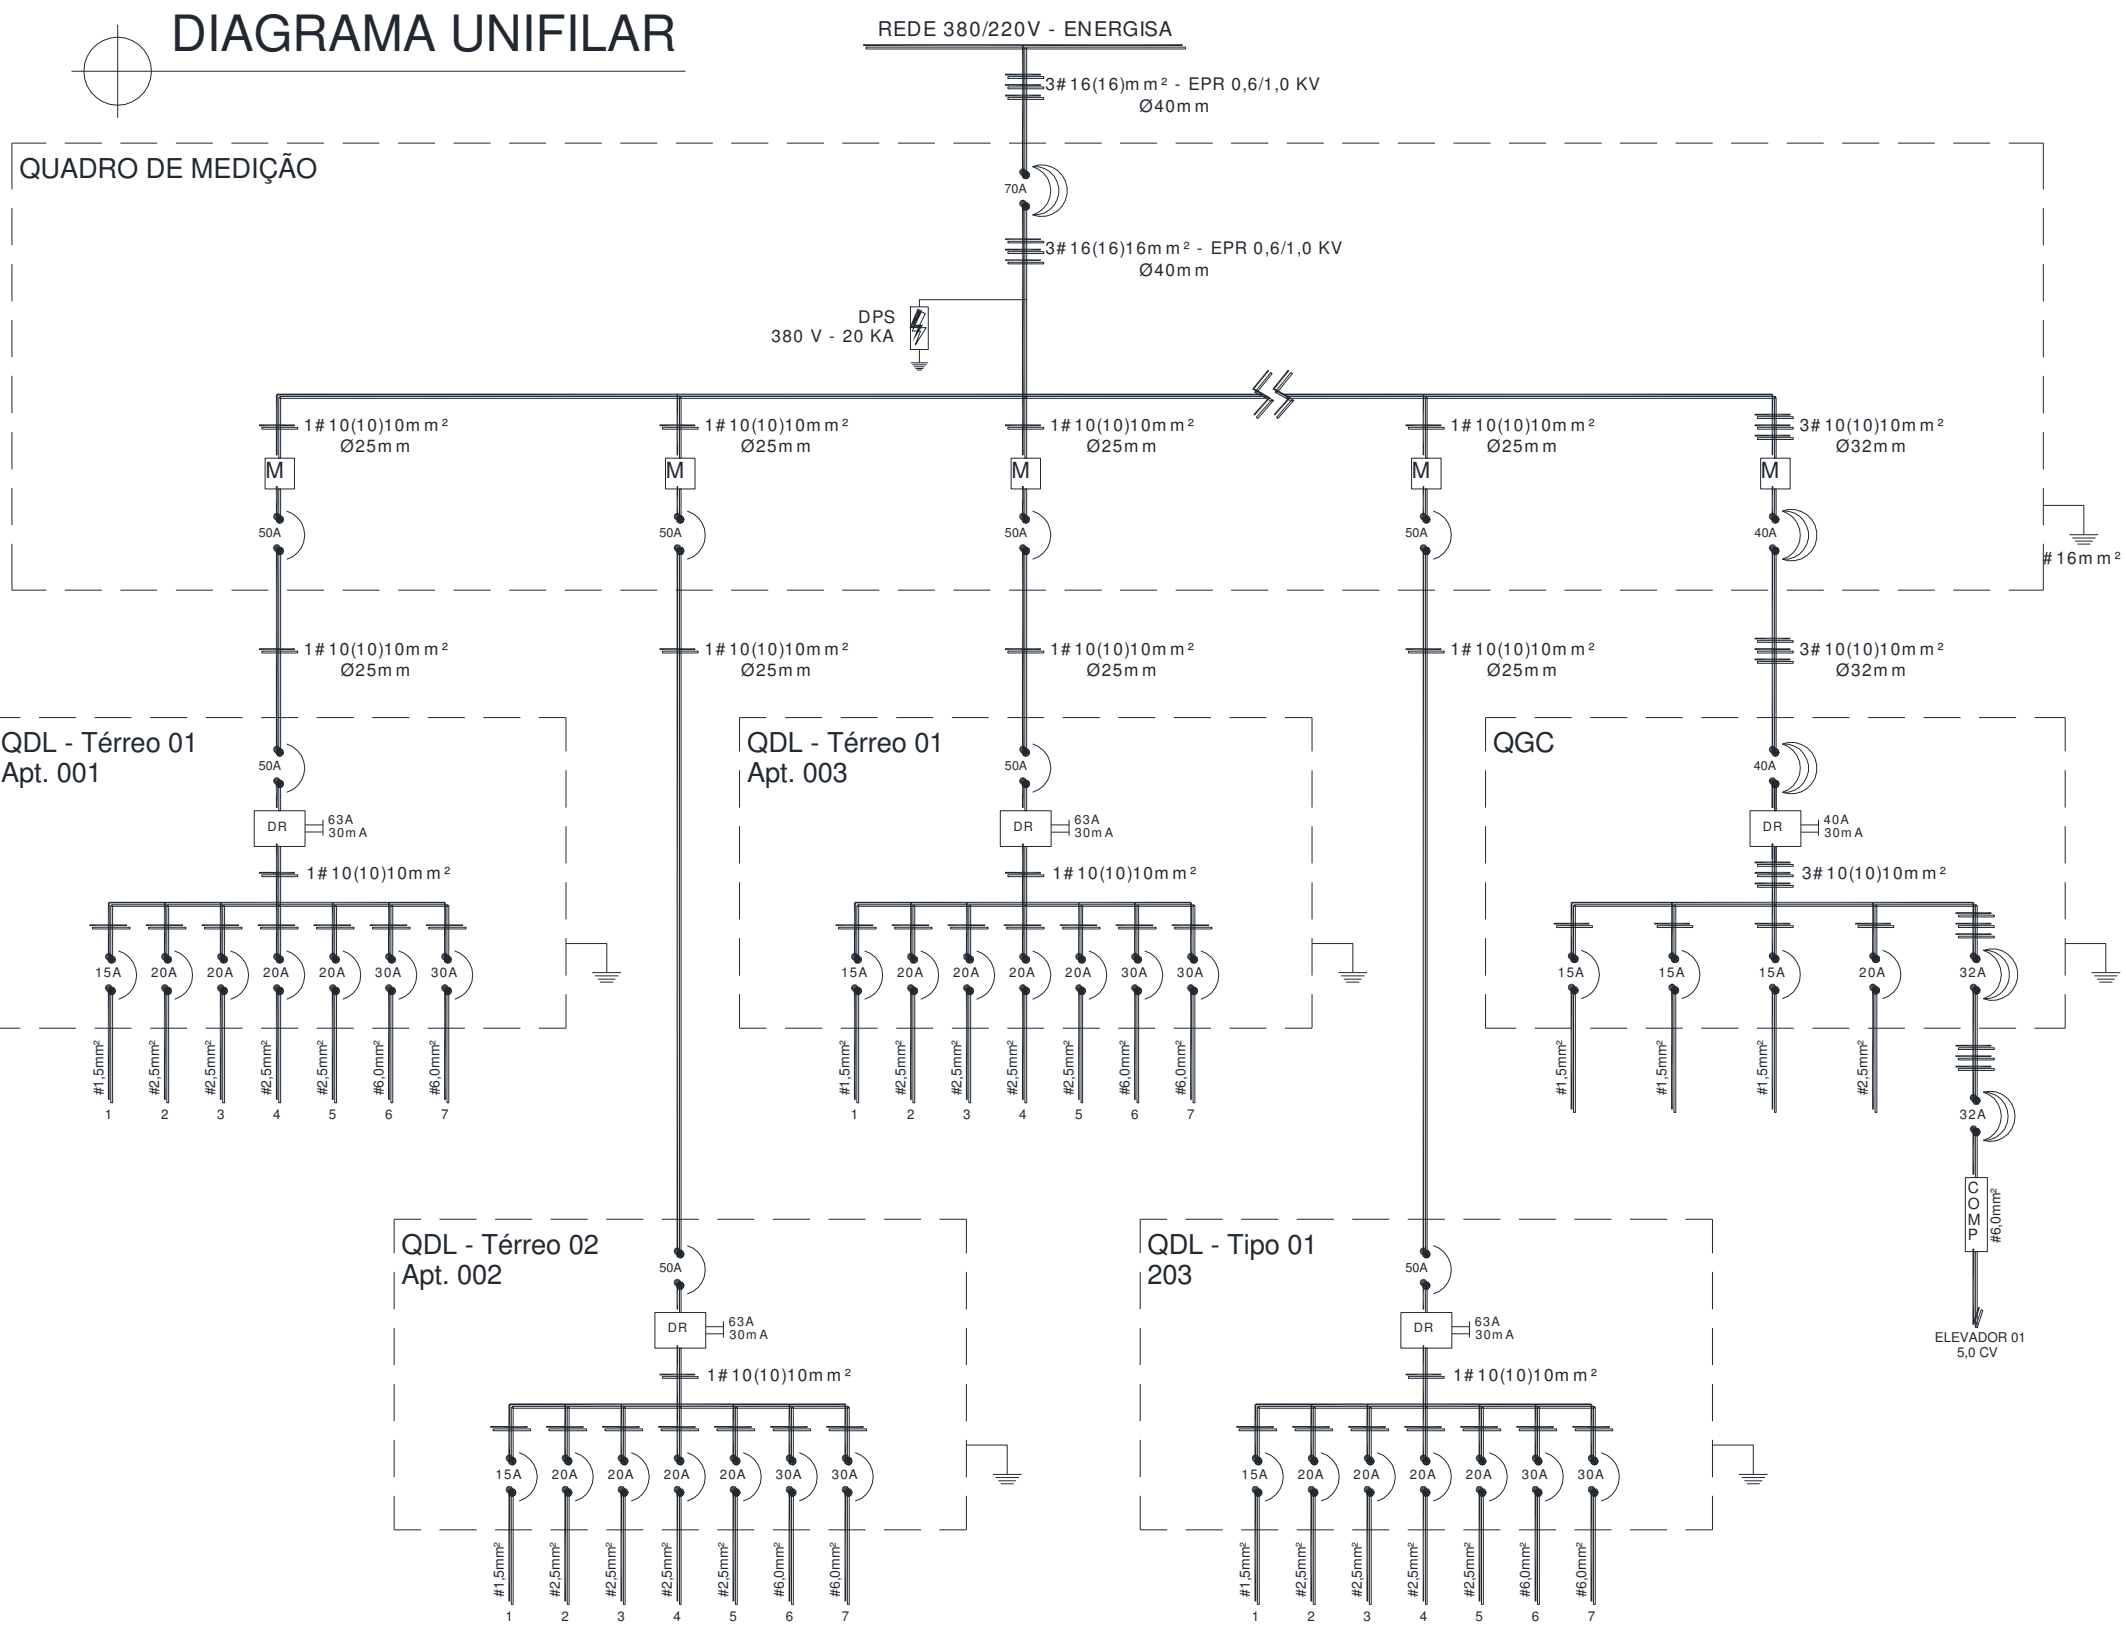 DIAGRAMA UNIFILAR
REDE 380/220V - ENERGISA
3#16(16)mm² - EPR 0,6/1,0 KV
Ø40mm
QUADRO DE MEDIÇÃO
70A
3#16(16)16mm² - EPR 0,6/1,0 KV
Ø40mm
DPS
380 V - 20 KA
1#10(10)10mm² 1#10(10)10mm² 1#10(10)10mm² 1#10(10)10mm² 3#10(10)10mm²
Ø25mm Ø25mm Ø25mm Ø25mm Ø32mm
M M M M M
50A 50A 50A 50A 40A
#16mm²
1#10(10)10mm² 1#10(10)10mm² 1#10(10)10mm² 1#10(10)10mm² 3#10(10)10mm²
Ø25mm Ø25mm Ø25mm Ø25mm Ø32mm
QDL - Térreo 01
Apt. 001
50A
DR 63A
30mA
1#10(10)10mm²
15A 20A 20A 20A 20A 30A 30A
#1,5mm² #2,5mm² #2,5mm² #2,5mm² #2,5mm² #6,0mm² #6,0mm²
1 2 3 4 5 6 7
QDL - Térreo 01
Apt. 003
50A
DR 63A
30mA
1#10(10)10mm²
15A 20A 20A 20A 20A 30A 30A
#1,5mm² #2,5mm² #2,5mm² #2,5mm² #2,5mm² #6,0mm² #6,0mm²
1 2 3 4 5 6 7
QGC
40A
DR 40A
30mA
3#10(10)10mm²
15A 15A 15A 20A 32A
#1,5mm² #1,5mm² #1,5mm² #2,5mm²
32A
COMP
#6,0mm²
ELEVADOR 01
5,0 CV
QDL - Térreo 02
Apt. 002
50A
DR 63A
30mA
1#10(10)10mm²
15A 20A 20A 20A 20A 30A 30A
#1,5mm² #2,5mm² #2,5mm² #2,5mm² #2,5mm² #6,0mm² #6,0mm²
1 2 3 4 5 6 7
QDL - Tipo 01
203
50A
DR 63A
30mA
1#10(10)10mm²
15A 20A 20A 20A 20A 30A 30A
#1,5mm² #2,5mm² #2,5mm² #2,5mm² #2,5mm² #6,0mm² #6,0mm²
1 2 3 4 5 6 7